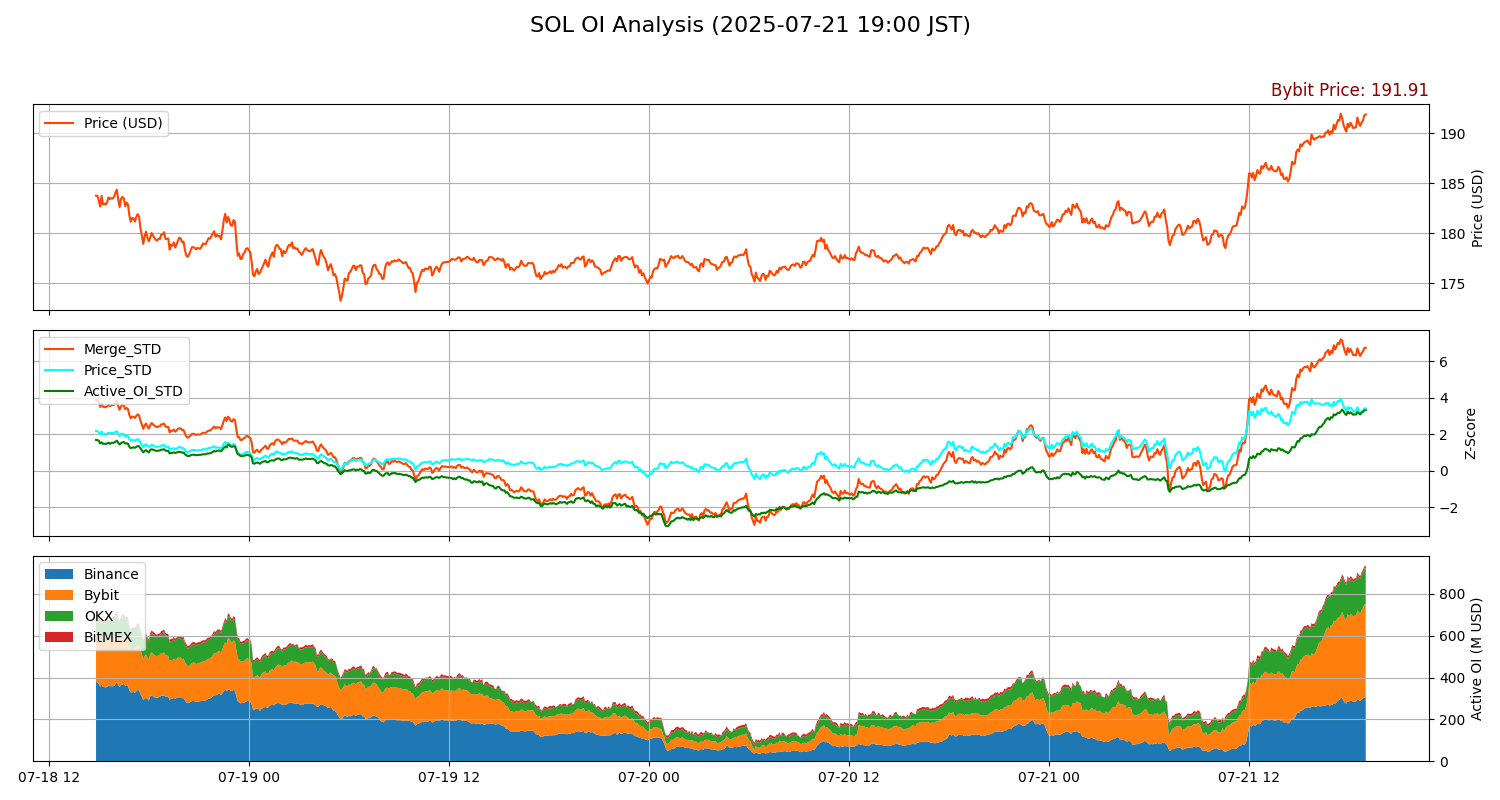 SOL OI Analysis (2025-07-21 19:00 JST)
Bybit Price: 191.91
Price (USD)
190
185
180
175
Price (USD)
Merge_STD
Price_STD
Active_OI_STD
6
4
2
0
−2
Z-Score
Binance
Bybit
OKX
BitMEX
800
600
400
200
0
Active OI (M USD)
07-18 12
07-19 00
07-19 12
07-20 00
07-20 12
07-21 00
07-21 12